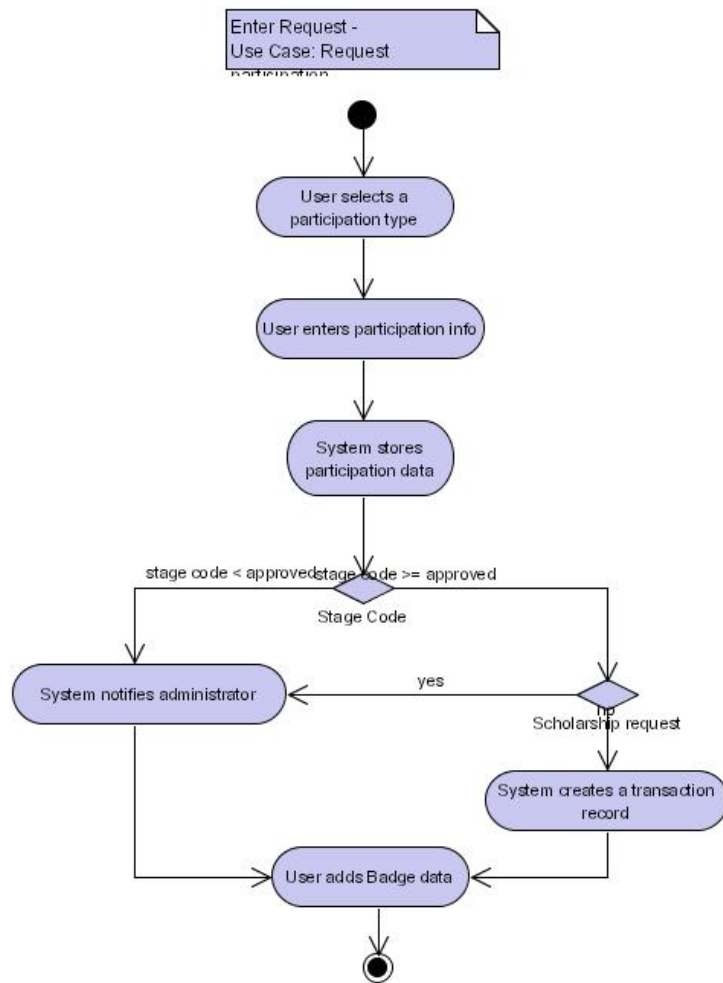 Enter Request -
Use Case: Request
participation
User selects a
participation type
User enters participation info
System stores
participation data
stage code < approved
stage code >= approved
Stage Code
System notifies administrator
yes
no
Scholarship request
System creates a transaction
record
User adds Badge data